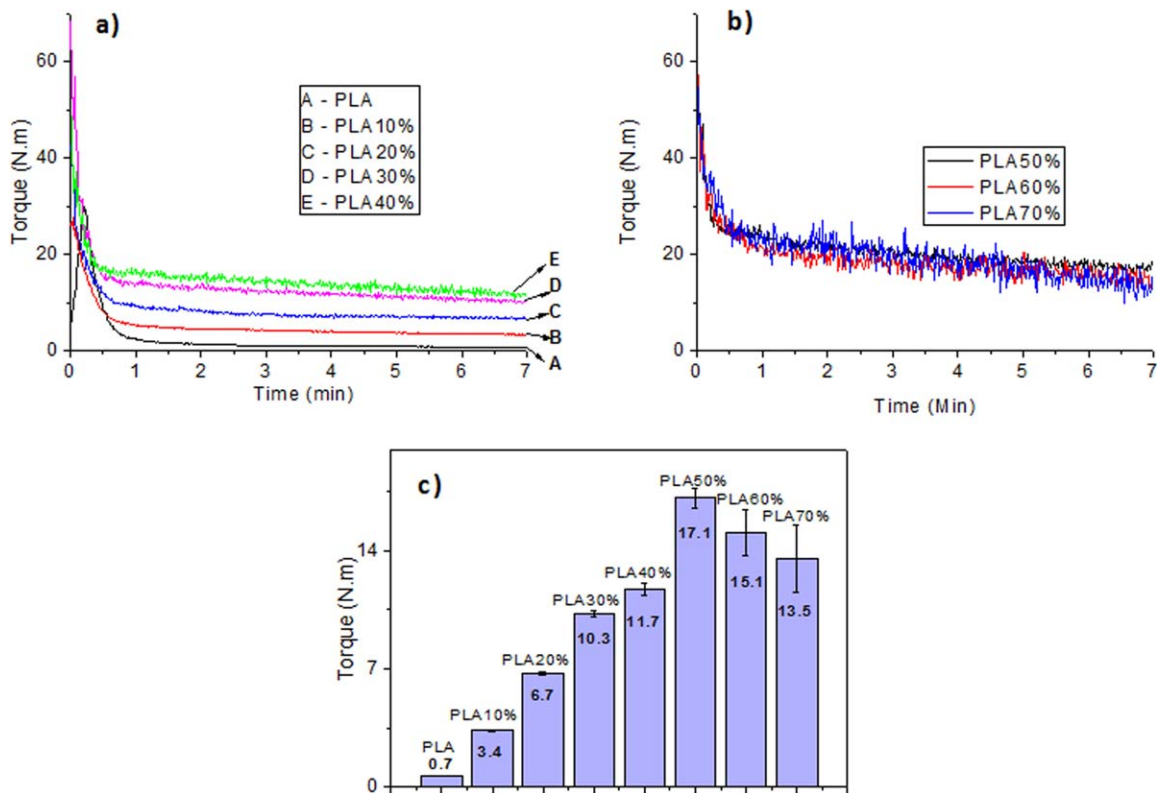 a)
60
40
20
0
Torque (N.m)
A - PLA
B - PLA10%
C - PLA20%
D - PLA30%
E - PLA40%
E
D
C
B
A
0 1 2 3 4 5 6 7
Time (min)
b)
60
40
20
0
Torque (N.m)
PLA50%
PLA60%
PLA70%
0 1 2 3 4 5 6 7
Time (Min)
c)
14
7
0
Torque (N.m)
PLA
0.7
PLA10%
3.4
PLA20%
6.7
PLA30%
10.3
PLA40%
11.7
PLA50%
17.1
PLA60%
15.1
PLA70%
13.5